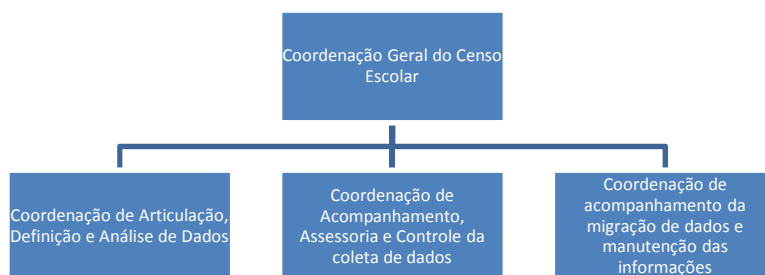 Coordenação Geral do Censo
Escolar
Coordenação de Articulação,
Definição e Análise de Dados
Coordenação de
Acompanhamento,
Assessoria e Controle da
coleta de dados
Coordenação de
acompanhamento da
migração de dados e
manutenção das
informações